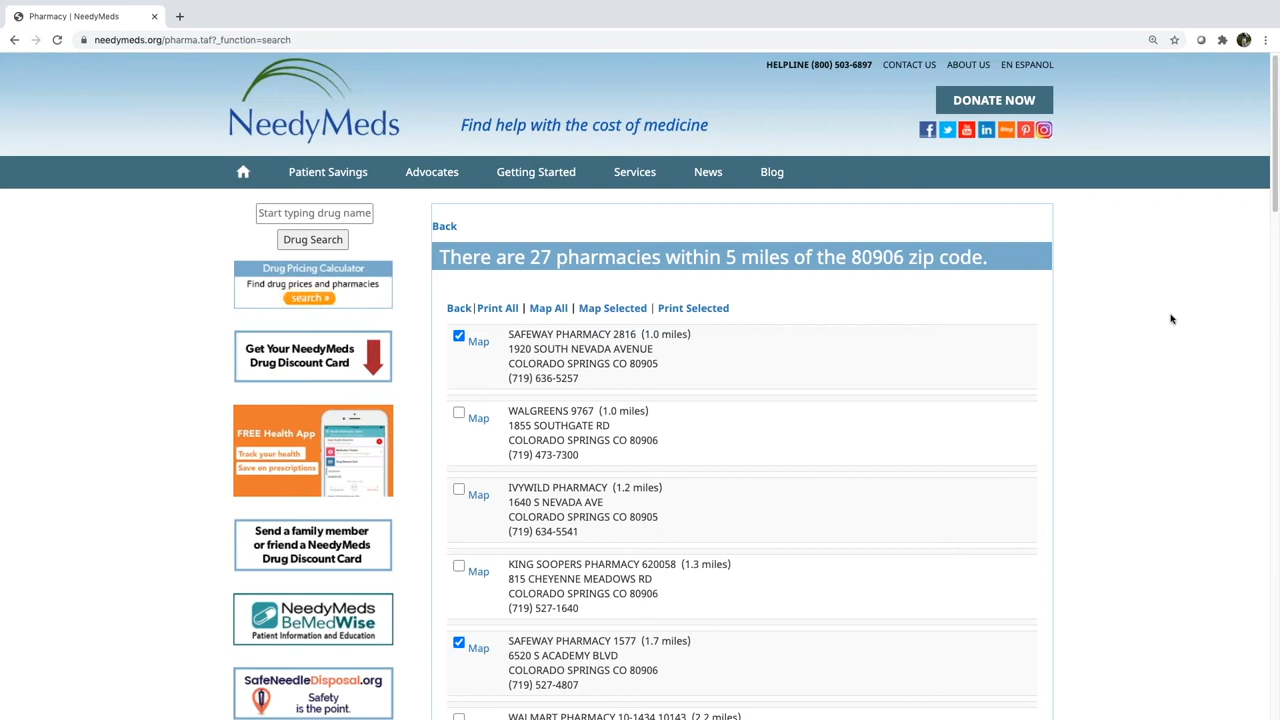 Pharmacy | NeedyMeds
needymeds.org/pharma.taf?_function=search
HELPLINE (800) 503-6897 CONTACT US ABOUT US EN ESPANOL
DONATE NOW
NeedyMeds
Find help with the cost of medicine
Blog
Patient Savings Advocates Getting Started Services News Blog
Start typing drug name
Drug Search
Drug Pricing Calculator
Find drug prices and pharmacies
search »
Get Your NeedyMeds
Drug Discount Card
FREE Health App
Track your health
Save on prescriptions
Send a family member
or friend a NeedyMeds
Drug Discount Card
NeedyMeds
BeMedWise
Patient Information and Education
SafeNeedleDisposal.org
Safety
is the point.
Back
There are 27 pharmacies within 5 miles of the 80906 zip code.
Back|Print All | Map All | Map Selected | Print Selected
Map
SAFEWAY PHARMACY 2816 (1.0 miles)
1920 SOUTH NEVADA AVENUE
COLORADO SPRINGS CO 80905
(719) 636-5257
Map
WALGREENS 9767 (1.0 miles)
1855 SOUTHGATE RD
COLORADO SPRINGS CO 80906
(719) 473-7300
Map
IVYWILD PHARMACY (1.2 miles)
1640 S NEVADA AVE
COLORADO SPRINGS CO 80905
(719) 634-5541
Map
KING SOOPERS PHARMACY 620058 (1.3 miles)
815 CHEYENNE MEADOWS RD
COLORADO SPRINGS CO 80906
(719) 527-1640
Map
SAFEWAY PHARMACY 1577 (1.7 miles)
6520 S ACADEMY BLVD
COLORADO SPRINGS CO 80906
(719) 527-4807
WALMART PHARMACY 10-1434 10143 (2.2 miles)